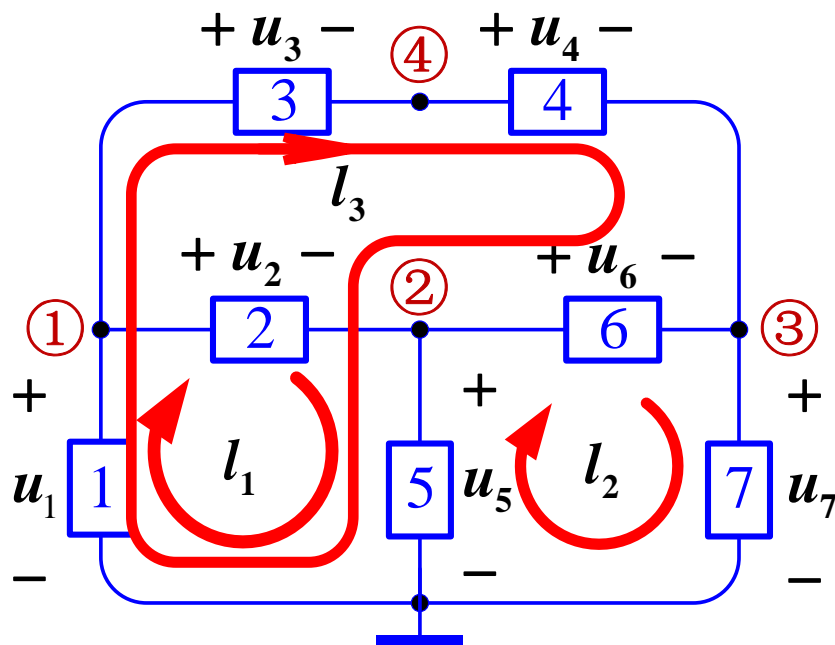 + u₃ − ④ + u₄ −
3 4
l₃
+ u₂ − ② + u₆ −
① 2 6 ③
+ + +
u₁ 1 l₁ 5 u₅ l₂ 7 u₇
− − −